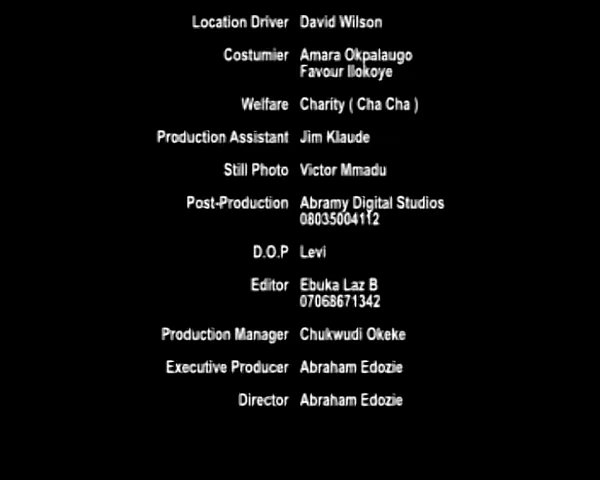 Location Driver David Wilson
Costumier Amara Okpalaugo
Favour Ilokoye
Welfare Charity ( Cha Cha )
Production Assistant Jim Klaude
Still Photo Victor Mmadu
Post-Production Abramy Digital Studios
08035004112
D.O.P Levi
Editor Ebuka Laz B
07068671342
Production Manager Chukwudi Okeke
Executive Producer Abraham Edozie
Director Abraham Edozie